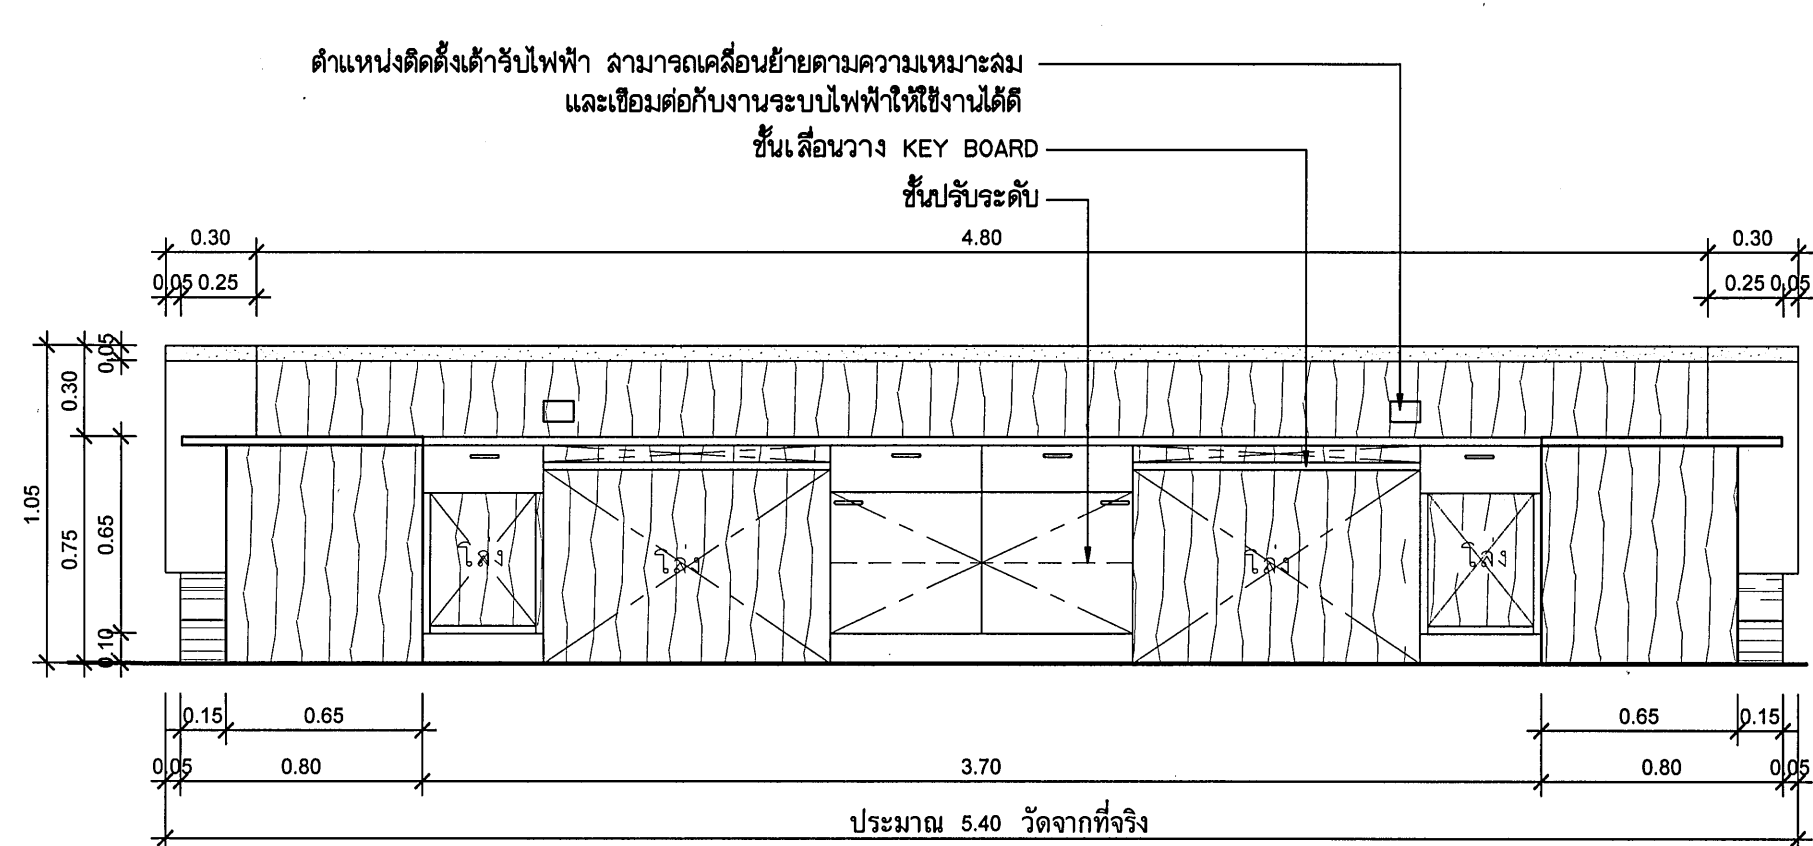 ตำแหน่งติดตั้งเต้ารับไฟฟ้า สามารถเคลื่อนย้ายตามความเหมาะสม
และเชื่อมต่อกับงานระบบไฟฟ้าให้ใช้งานได้ดี
ชั้นเลื่อนวาง KEY BOARD
ชั้นปรับระดับ
0.30 4.80 0.30
0.05 0.25 0.25 0.05
0.05
0.30
1.05
0.75
0.65
0.10
โล่ง โล่ง โล่ง โล่ง
0.15 0.65 0.65 0.15
0.05 0.80 3.70 0.80 0.05
ประมาณ 5.40 วัดจากที่จริง